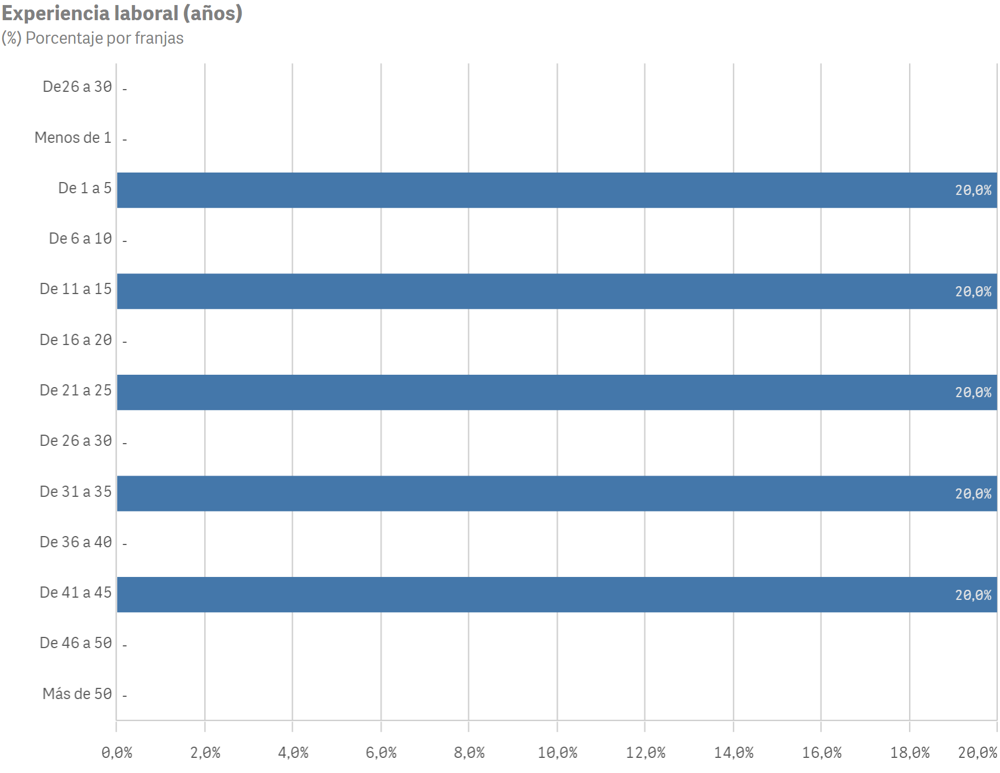 Experiencia laboral (años)
(%) Porcentaje por franjas
De26 a 30 -
Menos de 1 -
De 1 a 5 20,0%
De 6 a 10 -
De 11 a 15 20,0%
De 16 a 20 -
De 21 a 25 20,0%
De 26 a 30 -
De 31 a 35 20,0%
De 36 a 40 -
De 41 a 45 20,0%
De 46 a 50 -
Más de 50 -
0,0% 2,0% 4,0% 6,0% 8,0% 10,0% 12,0% 14,0% 16,0% 18,0% 20,0%